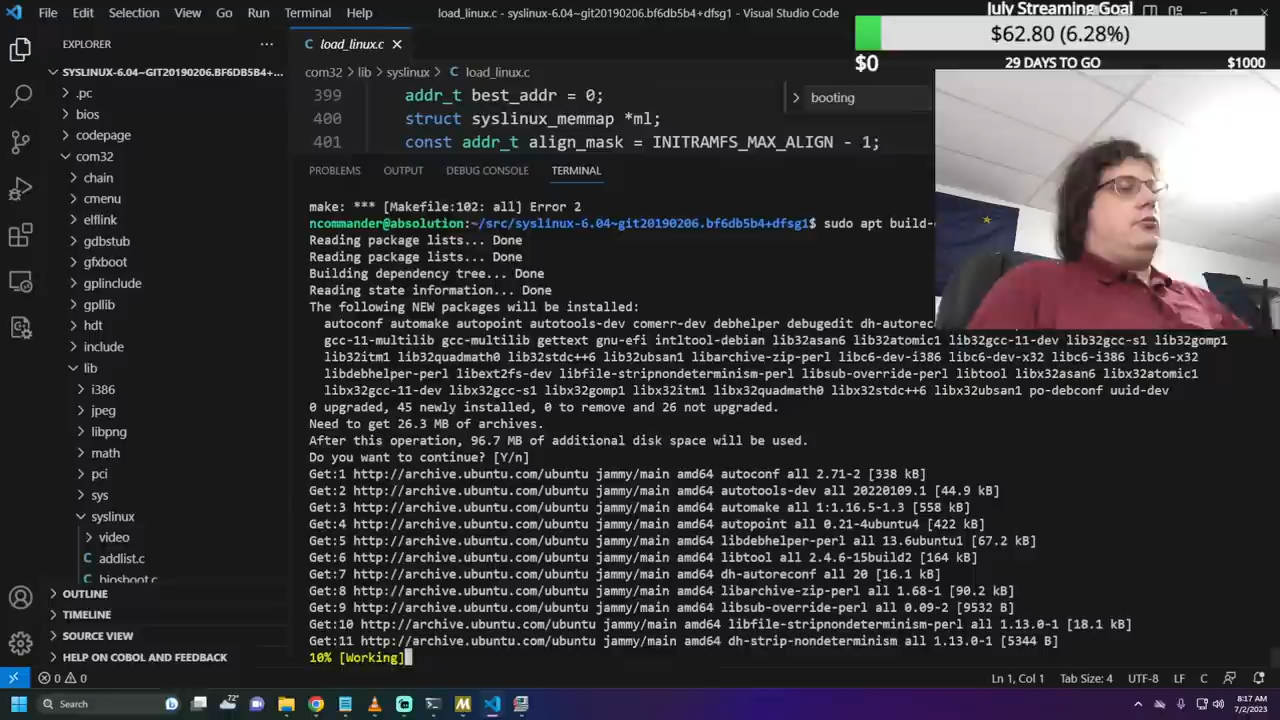 File Edit Selection View Go Run Terminal Help
load_linux.c - syslinux-6.04~git20190206.bf6db5b4+dfsg1 - Visual Studio Code
July Streaming Goal
$62.80 (6.28%)
$0 29 DAYS TO GO $1000
EXPLORER
SYSLINUX-6.04~GIT20190206.BF6DB5B4+...
.pc
bios
codepage
com32
chain
cmenu
elflink
gdbstub
gfxboot
gplinclude
gpllib
hdt
include
lib
i386
jpeg
libpng
math
pci
sys
syslinux
video
addlist.c
biosboot.c
OUTLINE
TIMELINE
SOURCE VIEW
HELP ON COBOL AND FEEDBACK
C load_linux.c
com32 > lib > syslinux > C load_linux.c
booting
399 addr_t best_addr = 0;
400 struct syslinux_memmap *ml;
401 const addr_t align_mask = INITRAMFS_MAX_ALIGN - 1;
PROBLEMS OUTPUT DEBUG CONSOLE TERMINAL
make: *** [Makefile:102: all] Error 2
ncommander@absolution:~/src/syslinux-6.04~git20190206.bf6db5b4+dfsg1$ sudo apt build-
Reading package lists... Done
Reading package lists... Done
Building dependency tree... Done
Reading state information... Done
The following NEW packages will be installed:
autoconf automake autopoint autotools-dev comerr-dev debhelper debugedit dh-autorec
gcc-11-multilib gcc-multilib gettext gnu-efi intltool-debian lib32asan6 lib32atomic1 lib32gcc-11-dev lib32gcc-s1 lib32gomp1
lib32itm1 lib32quadmath0 lib32stdc++6 lib32ubsan1 libarchive-zip-perl libc6-dev-i386 libc6-dev-x32 libc6-i386 libc6-x32
libdebhelper-perl libext2fs-dev libfile-stripnondeterminism-perl libsub-override-perl libtool libx32asan6 libx32atomic1
libx32gcc-11-dev libx32gcc-s1 libx32gomp1 libx32itm1 libx32quadmath0 libx32stdc++6 libx32ubsan1 po-debconf uuid-dev
0 upgraded, 45 newly installed, 0 to remove and 26 not upgraded.
Need to get 26.3 MB of archives.
After this operation, 96.7 MB of additional disk space will be used.
Do you want to continue? [Y/n]
Get:1 http://archive.ubuntu.com/ubuntu jammy/main amd64 autoconf all 2.71-2 [338 kB]
Get:2 http://archive.ubuntu.com/ubuntu jammy/main amd64 autotools-dev all 20220109.1 [44.9 kB]
Get:3 http://archive.ubuntu.com/ubuntu jammy/main amd64 automake all 1:1.16.5-1.3 [558 kB]
Get:4 http://archive.ubuntu.com/ubuntu jammy/main amd64 autopoint all 0.21-4ubuntu4 [422 kB]
Get:5 http://archive.ubuntu.com/ubuntu jammy/main amd64 libdebhelper-perl all 13.6ubuntu1 [67.2 kB]
Get:6 http://archive.ubuntu.com/ubuntu jammy/main amd64 libtool all 2.4.6-15build2 [164 kB]
Get:7 http://archive.ubuntu.com/ubuntu jammy/main amd64 dh-autoreconf all 20 [16.1 kB]
Get:8 http://archive.ubuntu.com/ubuntu jammy/main amd64 libarchive-zip-perl all 1.68-1 [90.2 kB]
Get:9 http://archive.ubuntu.com/ubuntu jammy/main amd64 libsub-override-perl all 0.09-2 [9532 B]
Get:10 http://archive.ubuntu.com/ubuntu jammy/main amd64 libfile-stripnondeterminism-perl all 1.13.0-1 [18.1 kB]
Get:11 http://archive.ubuntu.com/ubuntu jammy/main amd64 dh-strip-nondeterminism all 1.13.0-1 [5344 B]
10% [Working]
0 0
Ln 1, Col 1 Tab Size: 4 UTF-8 LF C
Search
72°
8:17 AM
7/2/2023